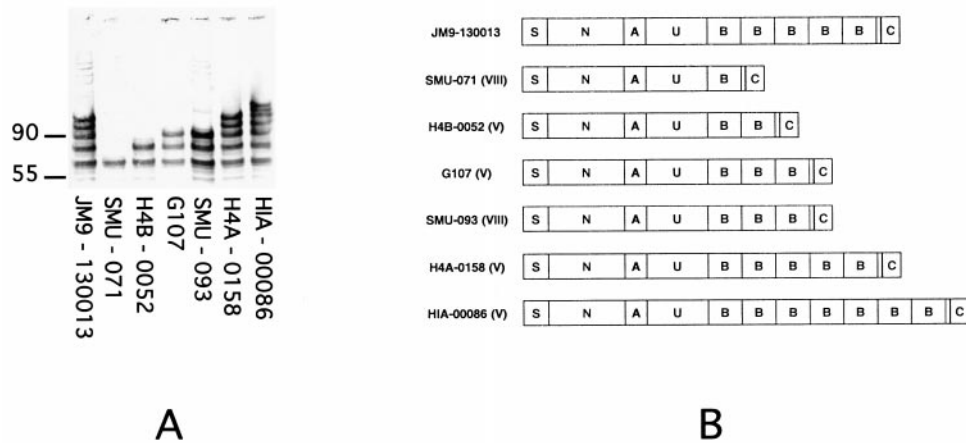 90
55
JM9 - 130013
SMU - 071
H4B - 0052
G107
SMU - 093
H4A - 0158
HIA - 00086
A
JM9-130013 S N A U B B B B B C
SMU-071 (VIII) S N A U B C
H4B-0052 (V) S N A U B B C
G107 (V) S N A U B B B C
SMU-093 (VIII) S N A U B B B C
H4A-0158 (V) S N A U B B B B B C
HIA-00086 (V) S N A U B B B B B B B C
B